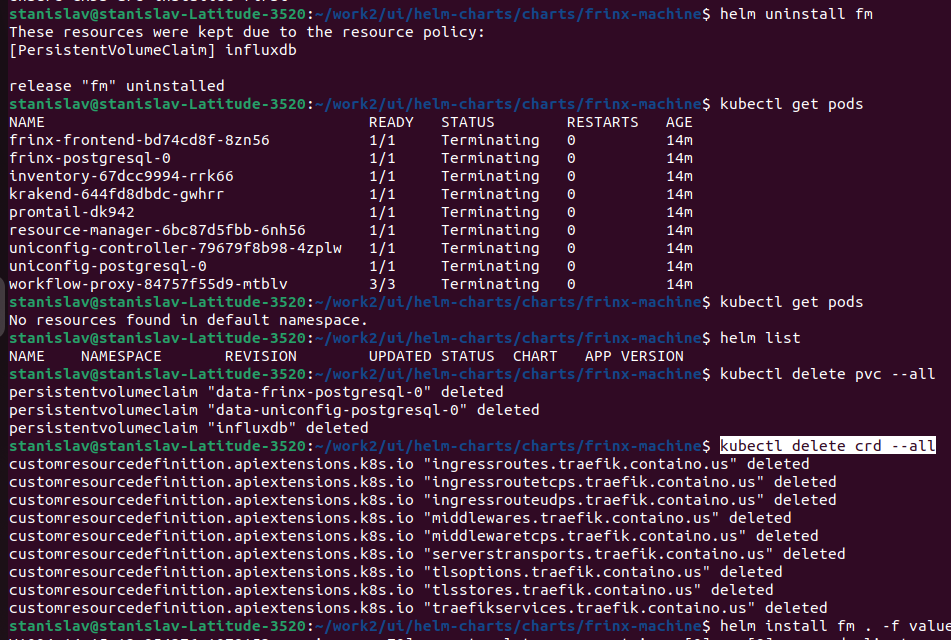 stanislav@stanislav-Latitude-3520:~/work2/ui/helm-charts/charts/frinx-machine$ helm uninstall fm
These resources were kept due to the resource policy:
[PersistentVolumeClaim] influxdb
release "fm" uninstalled
stanislav@stanislav-Latitude-3520:~/work2/ui/helm-charts/charts/frinx-machine$ kubectl get pods
NAME READY STATUS RESTARTS AGE
frinx-frontend-bd74cd8f-8zn56 1/1 Terminating 0 14m
frinx-postgresql-0 1/1 Terminating 0 14m
inventory-67dcc9994-rrk66 1/1 Terminating 0 14m
krakend-644fd8dbdc-gwhrr 1/1 Terminating 0 14m
promtail-dk942 1/1 Terminating 0 14m
resource-manager-6bc87d5fbb-6nh56 1/1 Terminating 0 14m
uniconfig-controller-79679f8b98-4zplw 1/1 Terminating 0 14m
uniconfig-postgresql-0 1/1 Terminating 0 14m
workflow-proxy-84757f55d9-mtblv 3/3 Terminating 0 14m
stanislav@stanislav-Latitude-3520:~/work2/ui/helm-charts/charts/frinx-machine$ kubectl get pods
No resources found in default namespace.
stanislav@stanislav-Latitude-3520:~/work2/ui/helm-charts/charts/frinx-machine$ helm list
NAME NAMESPACE REVISION UPDATED STATUS CHART APP VERSION
stanislav@stanislav-Latitude-3520:~/work2/ui/helm-charts/charts/frinx-machine$ kubectl delete pvc --all
persistentvolumeclaim "data-frinx-postgresql-0" deleted
persistentvolumeclaim "data-uniconfig-postgresql-0" deleted
persistentvolumeclaim "influxdb" deleted
stanislav@stanislav-Latitude-3520:~/work2/ui/helm-charts/charts/frinx-machine$ kubectl delete crd --all
customresourcedefinition.apiextensions.k8s.io "ingressroutes.traefik.containo.us" deleted
customresourcedefinition.apiextensions.k8s.io "ingressroutetcps.traefik.containo.us" deleted
customresourcedefinition.apiextensions.k8s.io "ingressrouteudps.traefik.containo.us" deleted
customresourcedefinition.apiextensions.k8s.io "middlewares.traefik.containo.us" deleted
customresourcedefinition.apiextensions.k8s.io "middlewaretcps.traefik.containo.us" deleted
customresourcedefinition.apiextensions.k8s.io "serverstransports.traefik.containo.us" deleted
customresourcedefinition.apiextensions.k8s.io "tlsoptions.traefik.containo.us" deleted
customresourcedefinition.apiextensions.k8s.io "tlsstores.traefik.containo.us" deleted
customresourcedefinition.apiextensions.k8s.io "traefikservices.traefik.containo.us" deleted
stanislav@stanislav-Latitude-3520:~/work2/ui/helm-charts/charts/frinx-machine$ helm install fm . -f value